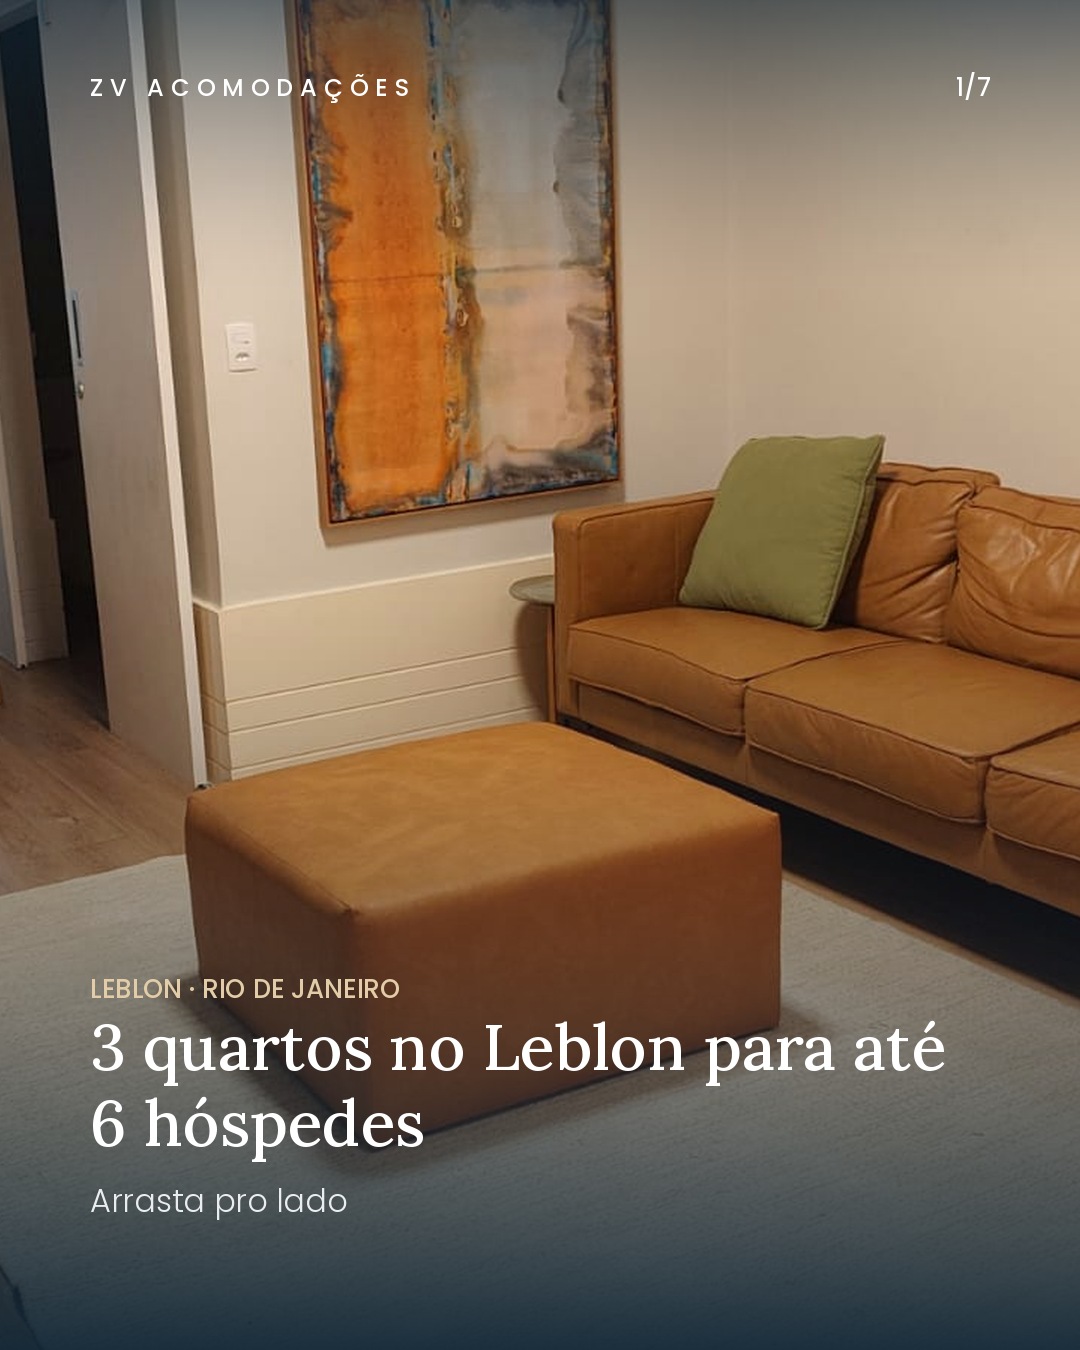 ZV ACOMODAÇÕES
1/7
LEBLON · RIO DE JANEIRO
3 quartos no Leblon para até
6 hóspedes
Arrasta pro lado